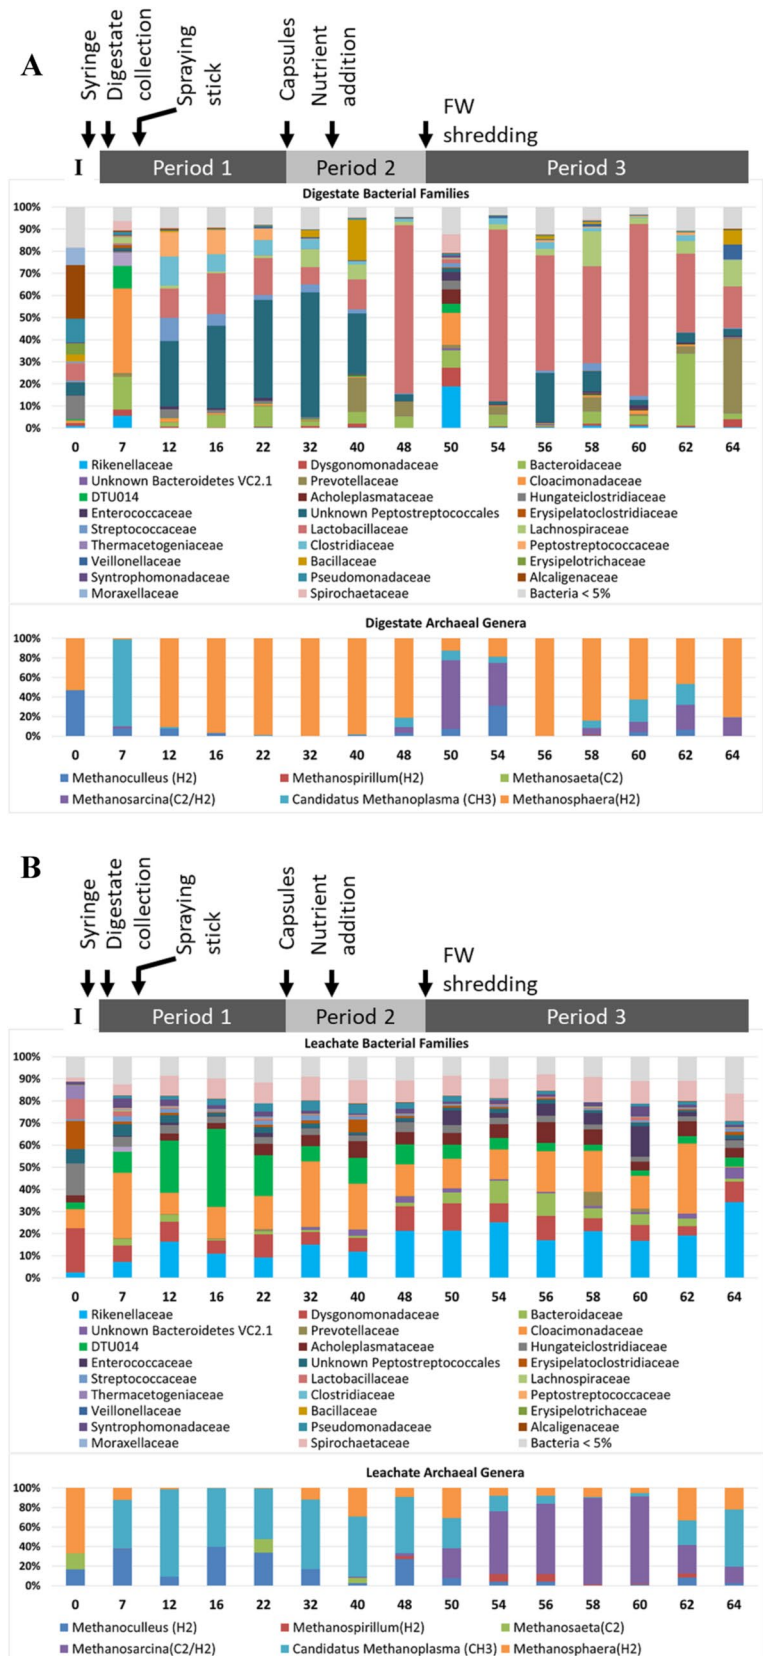 A
Syringe
Digestate
collection
Spraying
stick
Capsules
Nutrient
addition
FW
shredding
I
Period 1
Period 2
Period 3
Digestate Bacterial Families
100%
90%
80%
70%
60%
50%
40%
30%
20%
10%
0%
0 7 12 16 22 32 40 48 50 54 56 58 60 62 64
Rikenellaceae Dysgonomonadaceae Bacteroidaceae
Unknown Bacteroidetes VC2.1 Prevotellaceae Cloacimonadaceae
DTU014 Acholeplasmataceae Hungateiclostridiaceae
Enterococcaceae Unknown Peptostreptococcales Erysipelatoclostridiaceae
Streptococcaceae Lactobacillaceae Lachnospiraceae
Thermacetogeniaceae Clostridiaceae Peptostreptococcaceae
Veillonellaceae Bacillaceae Erysipelotrichaceae
Syntrophomonadaceae Pseudomonadaceae Alcaligenaceae
Moraxellaceae Spirochaetaceae Bacteria < 5%
Digestate Archaeal Genera
100%
80%
60%
40%
20%
0%
0 7 12 16 22 32 40 48 50 54 56 58 60 62 64
Methanoculleus (H2) Methanospirillum(H2) Methanosaeta(C2)
Methanosarcina(C2/H2) Candidatus Methanoplasma (CH3) Methanosphaera(H2)
B
Syringe
Digestate
collection
Spraying
stick
Capsules
Nutrient
addition
FW
shredding
I
Period 1
Period 2
Period 3
Leachate Bacterial Families
100%
90%
80%
70%
60%
50%
40%
30%
20%
10%
0%
0 7 12 16 22 32 40 48 50 54 56 58 60 62 64
Rikenellaceae Dysgonomonadaceae Bacteroidaceae
Unknown Bacteroidetes VC2.1 Prevotellaceae Cloacimonadaceae
DTU014 Acholeplasmataceae Hungateiclostridiaceae
Enterococcaceae Unknown Peptostreptococcales Erysipelatoclostridiaceae
Streptococcaceae Lactobacillaceae Lachnospiraceae
Thermacetogeniaceae Clostridiaceae Peptostreptococcaceae
Veillonellaceae Bacillaceae Erysipelotrichaceae
Syntrophomonadaceae Pseudomonadaceae Alcaligenaceae
Moraxellaceae Spirochaetaceae Bacteria < 5%
Leachate Archaeal Genera
100%
80%
60%
40%
20%
0%
0 7 12 16 22 32 40 48 50 54 56 58 60 62 64
Methanoculleus (H2) Methanospirillum(H2) Methanosaeta(C2)
Methanosarcina(C2/H2) Candidatus Methanoplasma (CH3) Methanosphaera(H2)